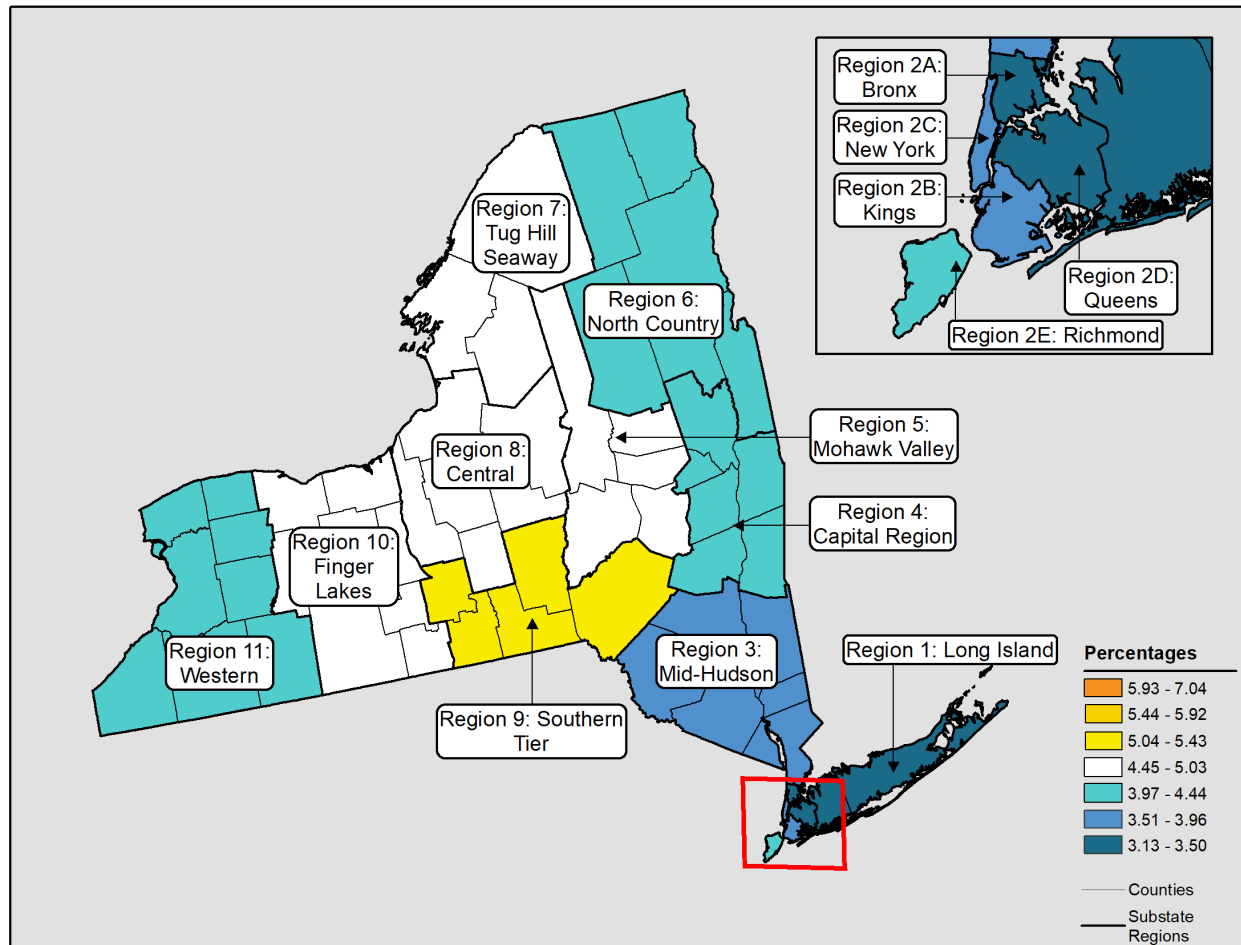 Region 2A:
Bronx
Region 2C:
New York
Region 2B:
Kings
Region 2D:
Queens
Region 2E: Richmond
Region 7:
Tug Hill
Seaway
Region 6:
North Country
Region 5:
Mohawk Valley
Region 8:
Central
Region 4:
Capital Region
Region 10:
Finger
Lakes
Region 11:
Western
Region 3:
Mid-Hudson
Region 1: Long Island
Region 9: Southern
Tier
Percentages
5.93 - 7.04
5.44 - 5.92
5.04 - 5.43
4.45 - 5.03
3.97 - 4.44
3.51 - 3.96
3.13 - 3.50
Counties
Substate
Regions